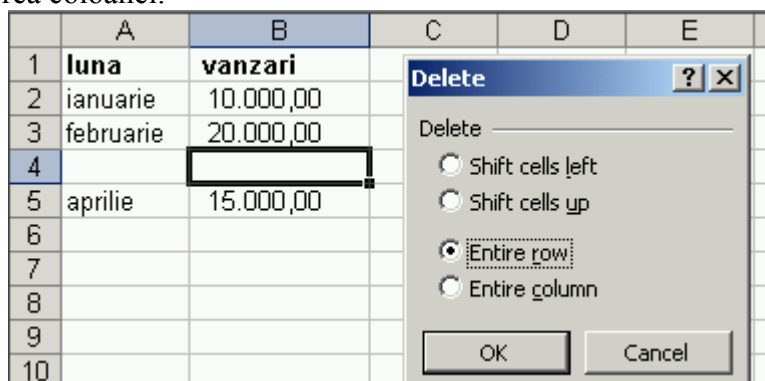 A B C D E
1 luna vanzari
2 ianuarie 10.000,00
3 februarie 20.000,00
4
5 aprilie 15.000,00
6
7
8
9
10
Delete ? X
Delete
Shift cells left
Shift cells up
Entire row
Entire column
OK Cancel